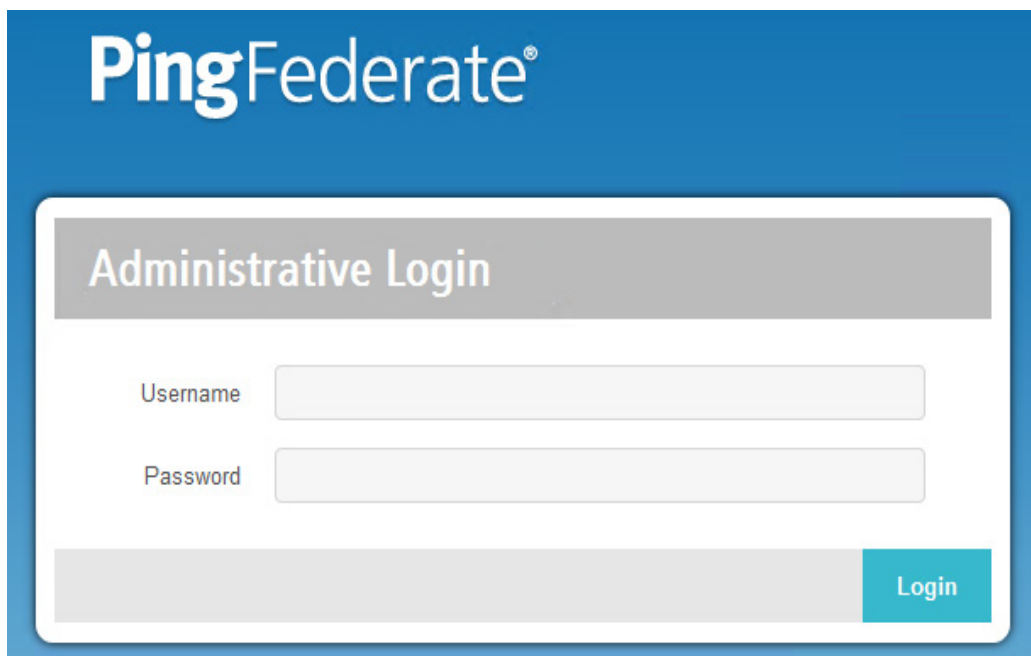 PingFederate®
Administrative Login
Username
Password
Login